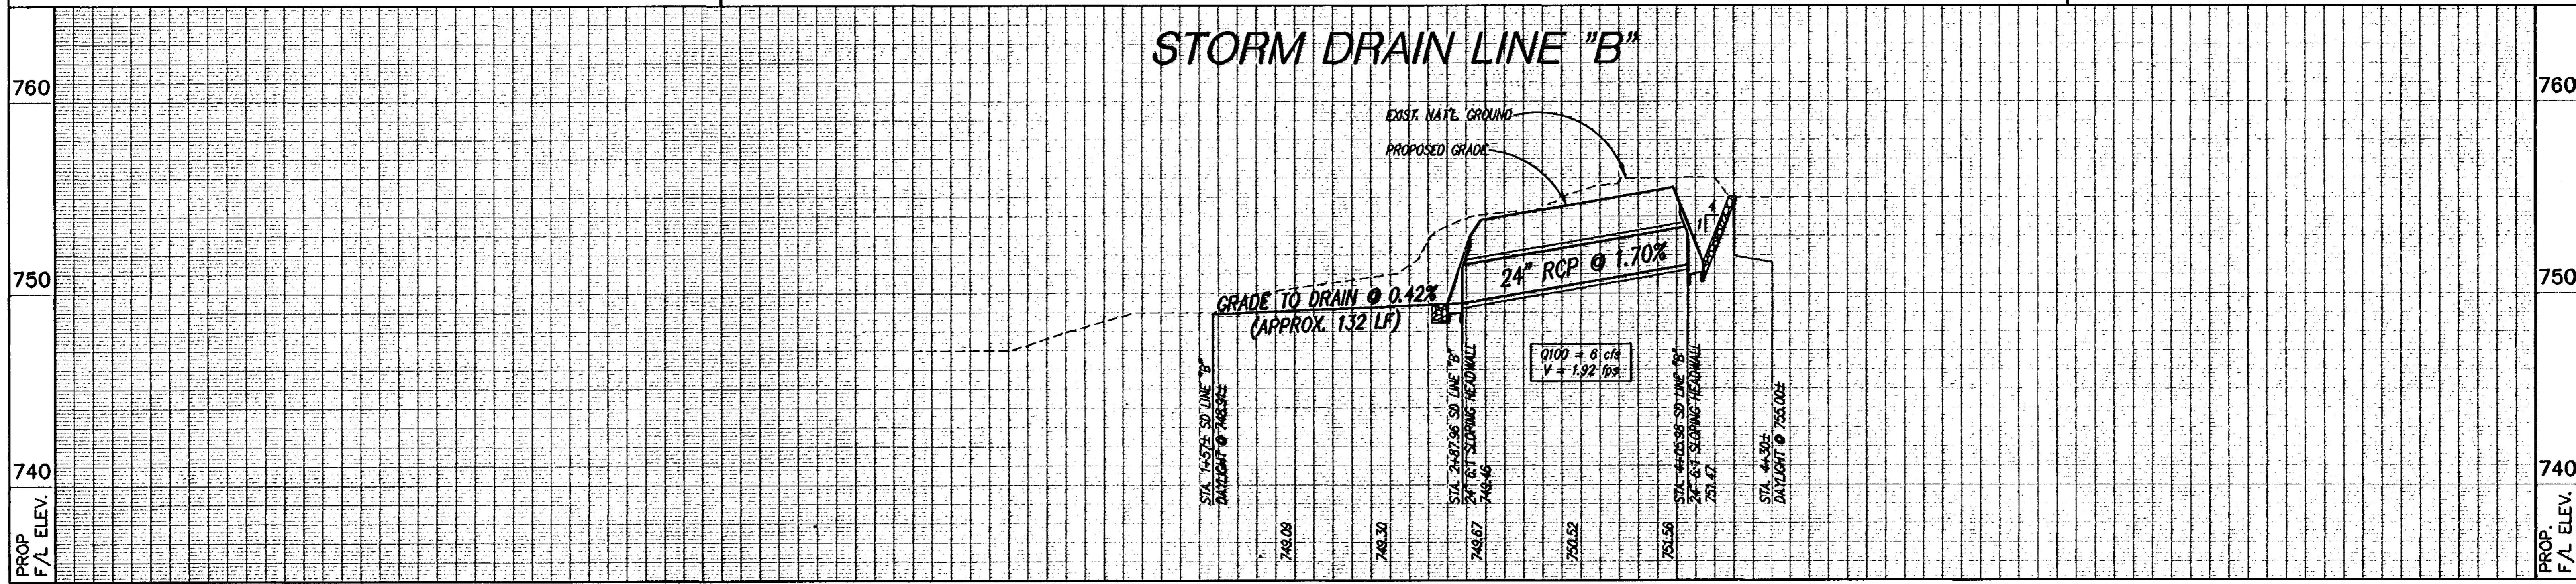 STORM DRAIN LINE "B"
760
760
EXIST. NAT'L. GROUND
PROPOSED GRADE
4
1
750
750
24" RCP @ 1.70%
GRADE TO DRAIN @ 0.42%
(APPROX. 132 LF)
Q100 = 6 cfs
V = 1.92 fps
STA. 1+57± SD LINE "B"
DAYLIGHT @ 748.94±
STA. 2+87.96 SD LINE "B"
24" 6:1 SLOPING HEADWALL
749.46
STA. 4+05.98 SD LINE "B"
24" 6:1 SLOPING HEADWALL
751.47
STA. 4+30±
DAYLIGHT @ 755.00±
740
740
PROP.
F/L ELEV.
749.09
749.30
749.67
750.52
751.56
PROP.
F/L ELEV.